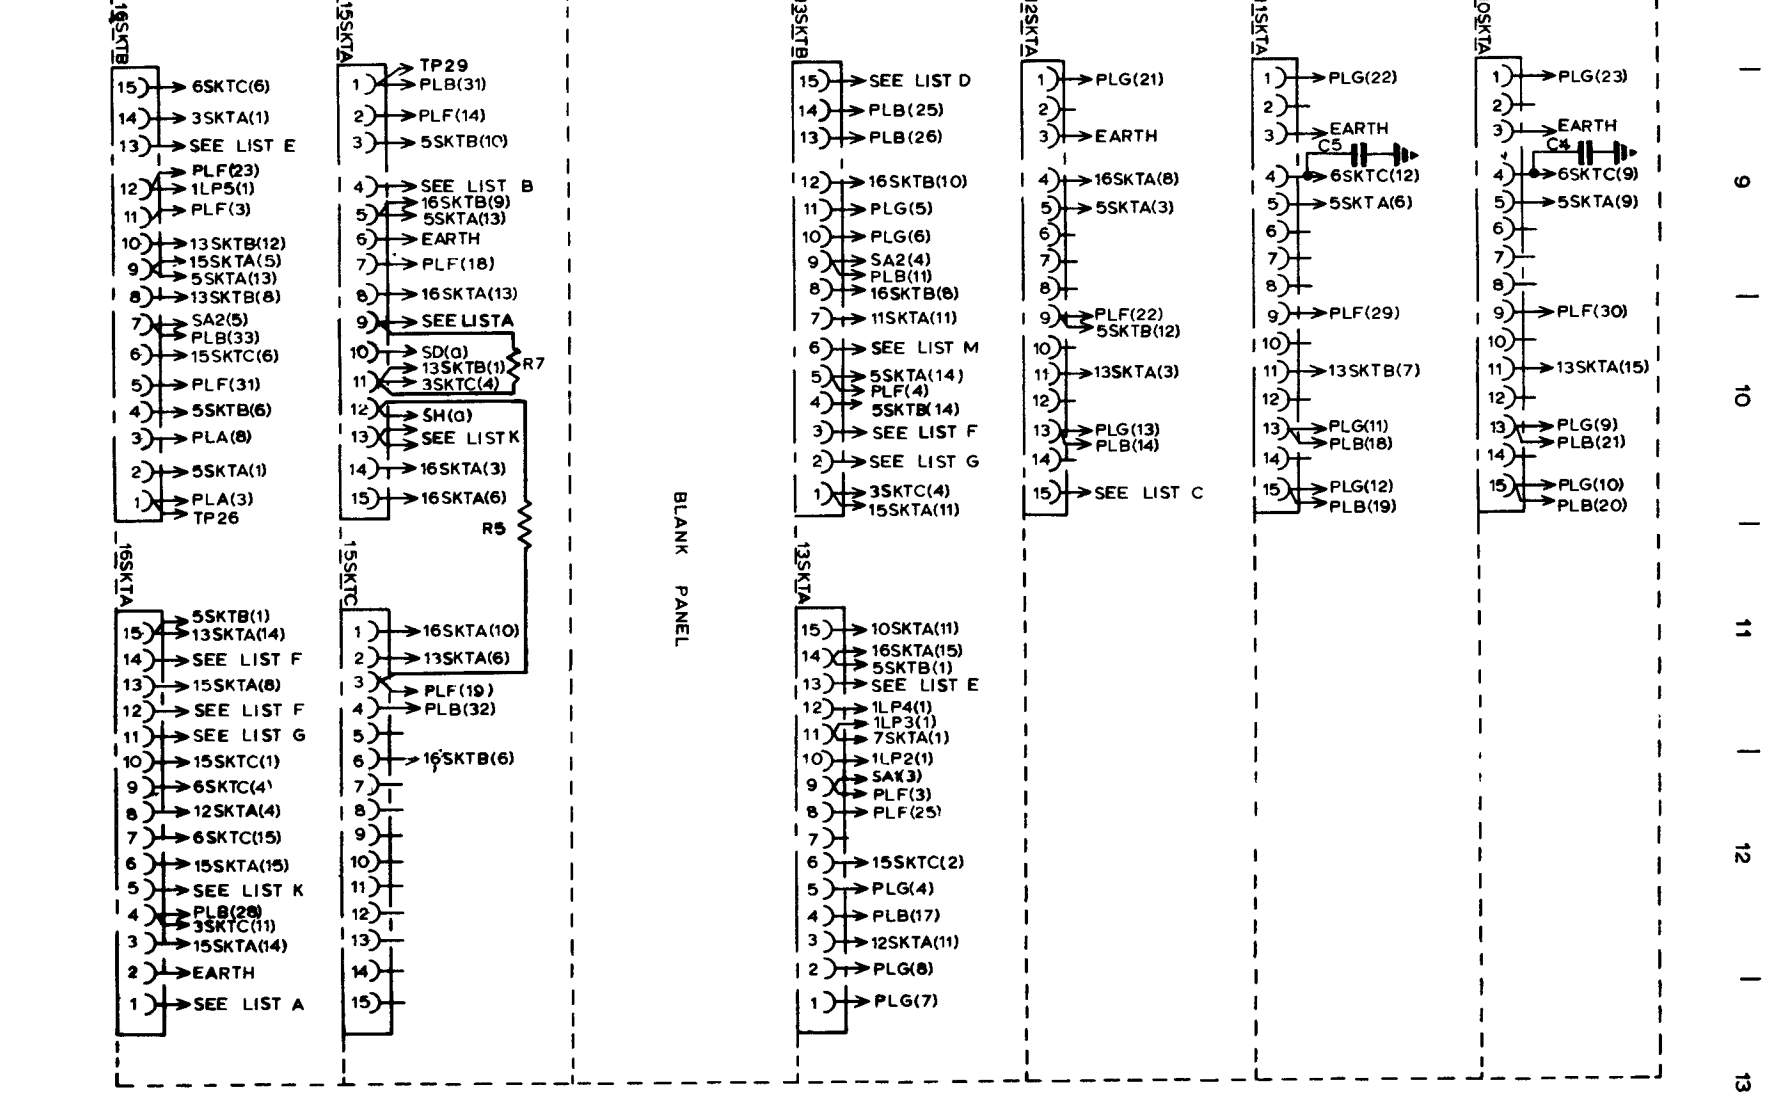 16SKTB
15 6SKTC(6)
14 3SKTA(1)
13 SEE LIST E
PLF(23)
12 1LP5(1)
11 PLF(3)
10 13SKTB(12)
15SKTA(5)
9 5SKTA(13)
8 13SKTB(8)
7 SA2(5)
PLB(33)
6 15SKTC(6)
5 PLF(31)
4 5SKTB(6)
3 PLA(8)
2 5SKTA(1)
1 PLA(3)
TP26
16SKTA
5SKTB(1)
15 13SKTA(14)
14 SEE LIST F
13 15SKTA(8)
12 SEE LIST F
11 SEE LIST G
10 15SKTC(1)
9 6SKTC(4)
8 12SKTA(4)
7 6SKTC(15)
6 15SKTA(15)
5 SEE LIST K
4 PLB(28)
3SKTC(11)
3 15SKTA(14)
2 EARTH
1 SEE LIST A
15SKTA
TP29
1 PLB(31)
2 PLF(14)
3 5SKTB(10)
4 SEE LIST B
16SKTB(9)
5 5SKTA(13)
6 EARTH
7 PLF(18)
8 16SKTA(13)
9 SEE LIST A
R7
10 SD(a)
13SKTB(1)
11 3SKTC(4)
12 SH(a)
13 SEE LIST K
14 16SKTA(3)
15 16SKTA(6)
R5
15SKTC
1 16SKTA(10)
2 13SKTA(6)
3 PLF(19)
4 PLB(32)
5
6 16SKTB(6)
7
8
9
10
11
12
13
14
15
BLANK PANEL
13SKTB
15 SEE LIST D
14 PLB(25)
13 PLB(26)
12 16SKTB(10)
11 PLG(5)
10 PLG(6)
9 SA2(4)
PLB(11)
8 16SKTB(8)
7 11SKTA(11)
6 SEE LIST M
5 5SKTA(14)
PLF(4)
4 5SKTB(14)
3 SEE LIST F
2 SEE LIST G
1 3SKTC(4)
15SKTA(11)
13SKTA
15 10SKTA(11)
14 16SKTA(15)
5SKTB(1)
13 SEE LIST E
12 1LP4(1)
1LP3(1)
11 7SKTA(1)
10 1LP2(1)
9 (3)
PLF(3)
8 PLF(25)
7
6 15SKTC(2)
5 PLG(4)
4 PLB(17)
3 12SKTA(11)
2 PLG(8)
1 PLG(7)
12SKTA
1 PLG(21)
2
3 EARTH
4 16SKTA(8)
5 5SKTA(3)
6
7
8
9 PLF(22)
5SKTB(12)
10
11 13SKTA(3)
12
13 PLG(13)
PLB(14)
14
15 SEE LIST C
11SKTA
1 PLG(22)
2
3 EARTH
C5
4 6SKTC(12)
5 5SKTA(6)
6
7
8
9 PLF(29)
10
11 13SKTB(7)
12
13 PLG(11)
PLB(18)
14
15 PLG(12)
PLB(19)
10SKTA
1 PLG(23)
2
3 EARTH
C4
4 6SKTC(9)
5 5SKTA(9)
6
7
8
9 PLF(30)
10
11 13SKTA(15)
12
13 PLG(9)
PLB(21)
14
15 PLG(10)
PLB(20)
9
10
11
12
13